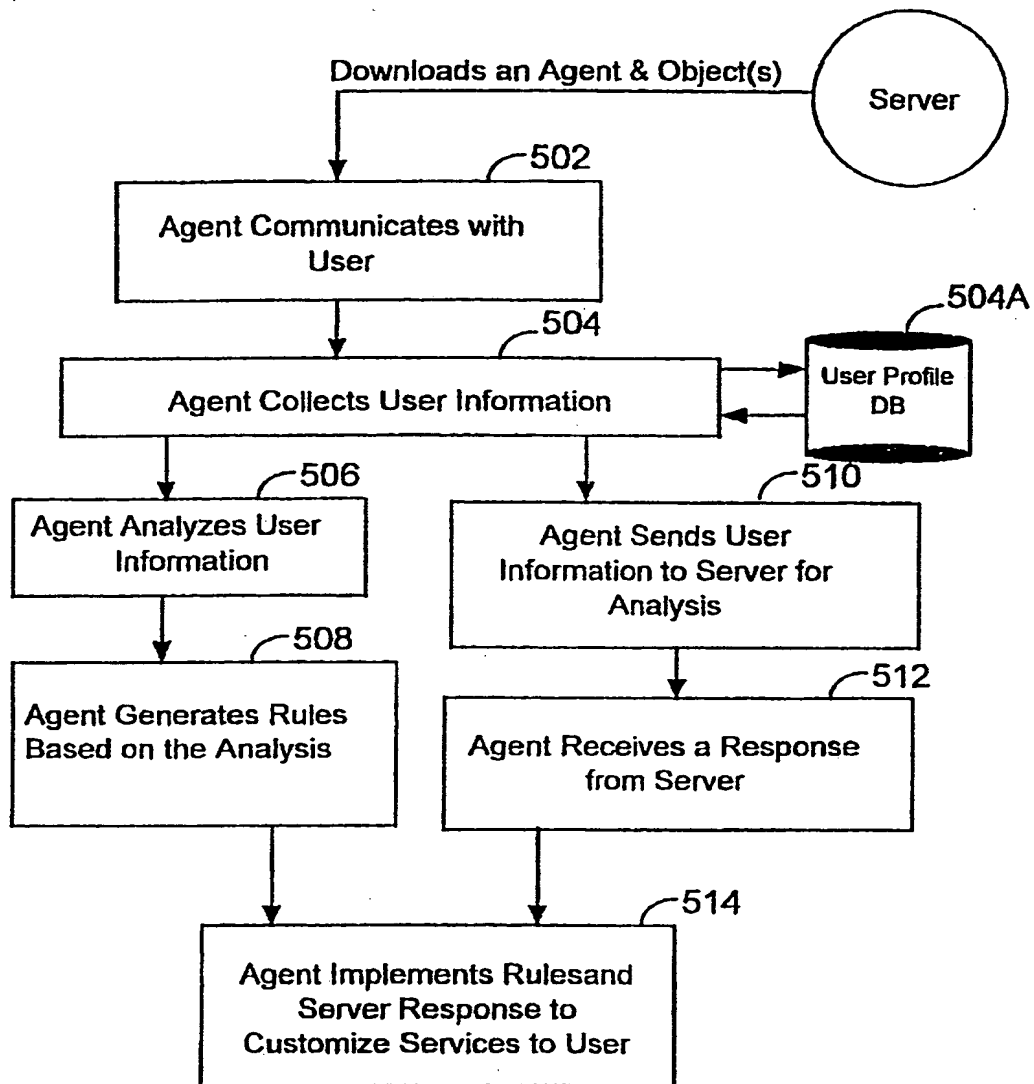 Downloads an Agent & Object(s)
Server
502
Agent Communicates with
User
504
504A
Agent Collects User Information
User Profile
DB
506
510
Agent Analyzes User
Information
Agent Sends User
Information to Server for
Analysis
508
512
Agent Generates Rules
Based on the Analysis
Agent Receives a Response
from Server
514
Agent Implements Rulesand
Server Response to
Customize Services to User